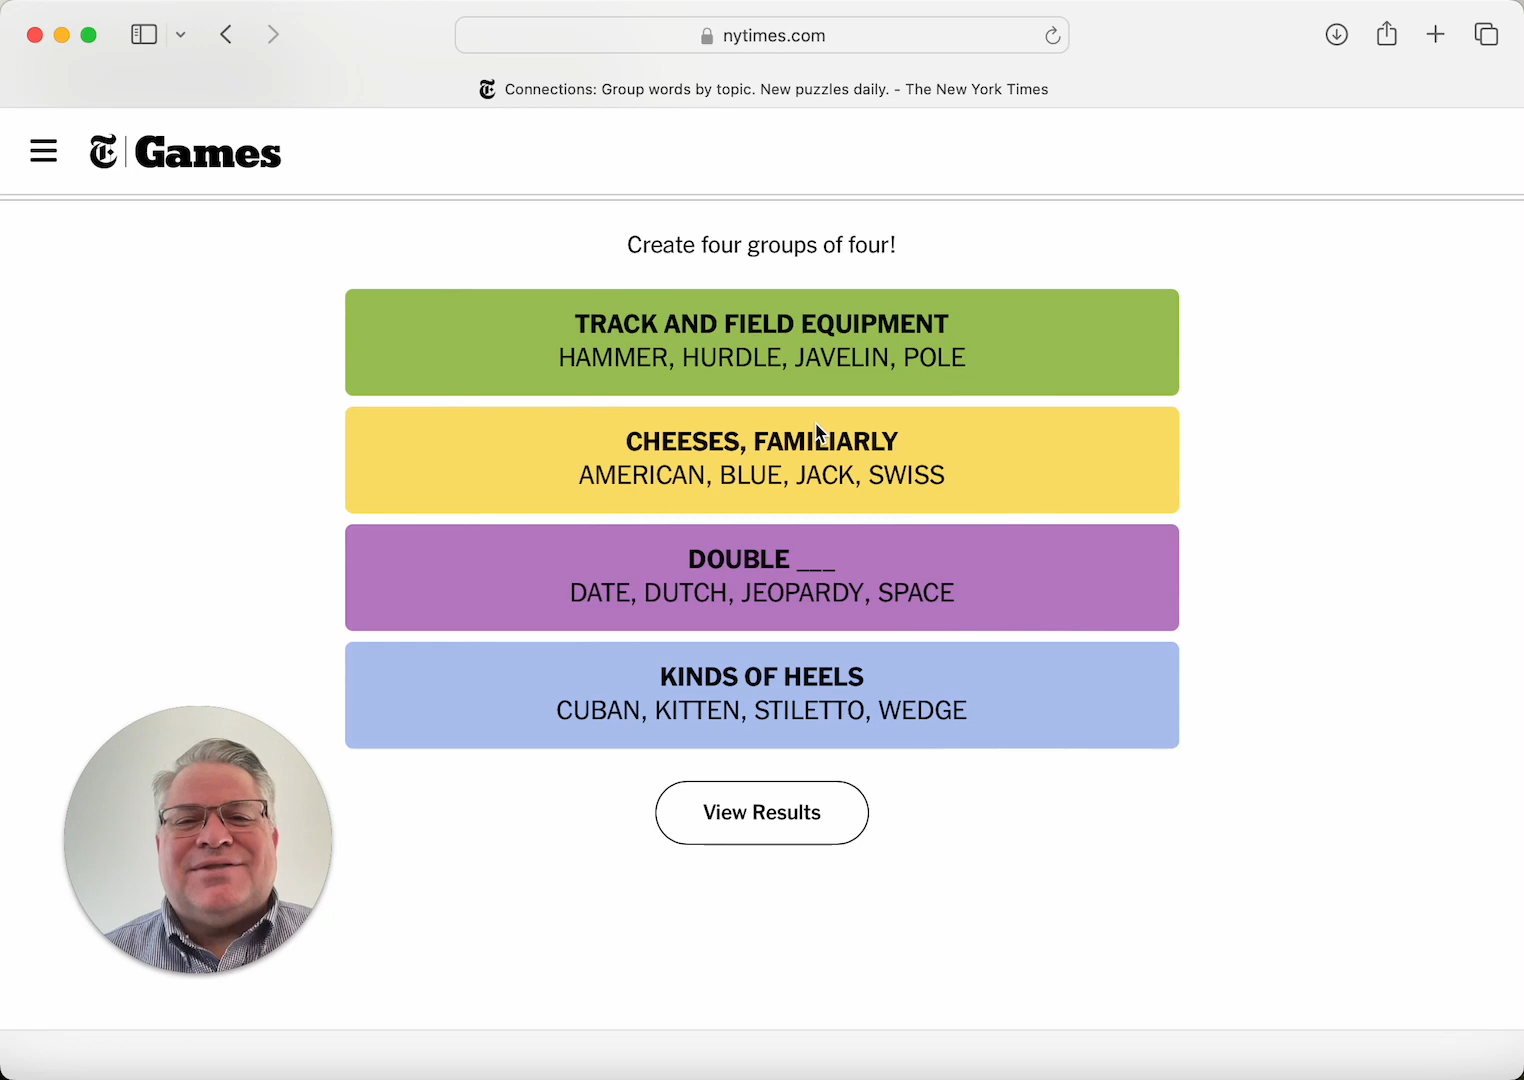 nytimes.com
Connections: Group words by topic. New puzzles daily. - The New York Times
T Games
Create four groups of four!
TRACK AND FIELD EQUIPMENT
HAMMER, HURDLE, JAVELIN, POLE
CHEESES, FAMILIARLY
AMERICAN, BLUE, JACK, SWISS
DOUBLE ___
DATE, DUTCH, JEOPARDY, SPACE
KINDS OF HEELS
CUBAN, KITTEN, STILETTO, WEDGE
View Results